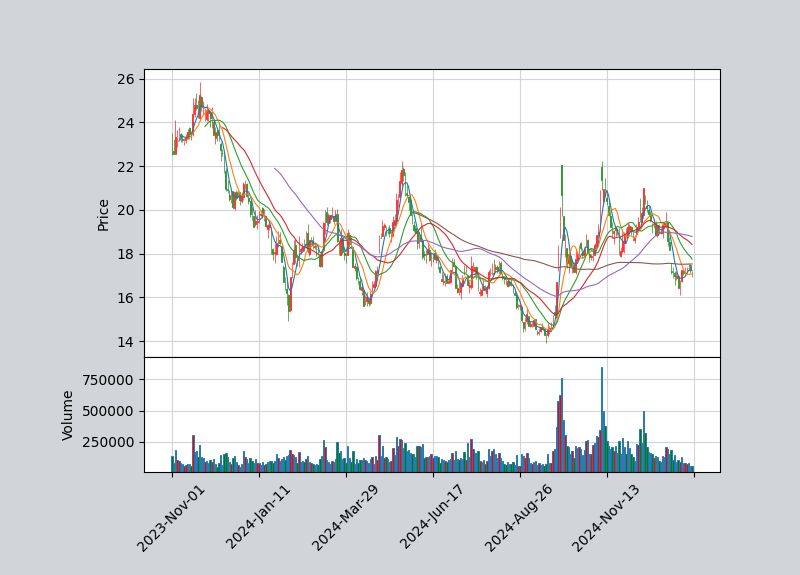 26
24
22
20
18
16
14
Price
750000
500000
250000
Volume
2023-Nov-01
2024-Jan-11
2024-Mar-29
2024-Jun-17
2024-Aug-26
2024-Nov-13